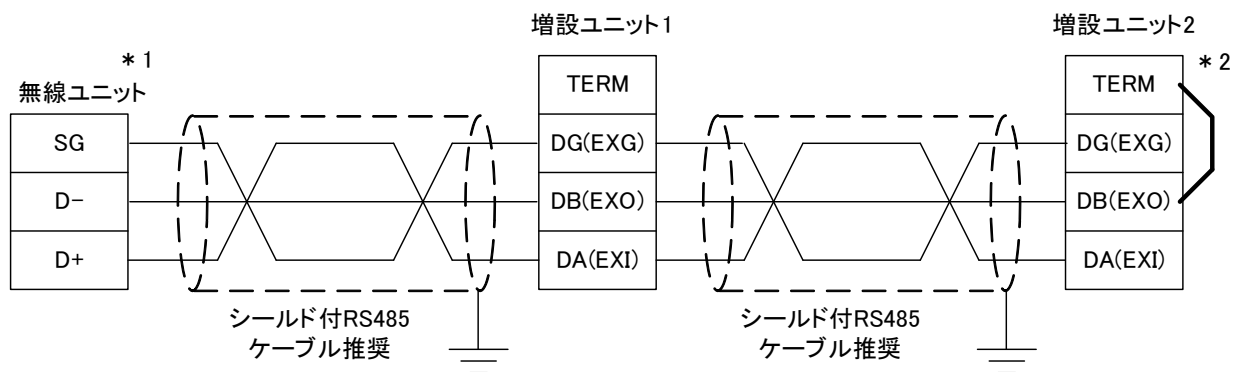 増設ユニット1
増設ユニット2
* 1
無線ユニット
* 2
SG
D-
D+
TERM
DG(EXG)
DB(EXO)
DA(EXI)
TERM
DG(EXG)
DB(EXO)
DA(EXI)
シールド付RS485
ケーブル推奨
シールド付RS485
ケーブル推奨